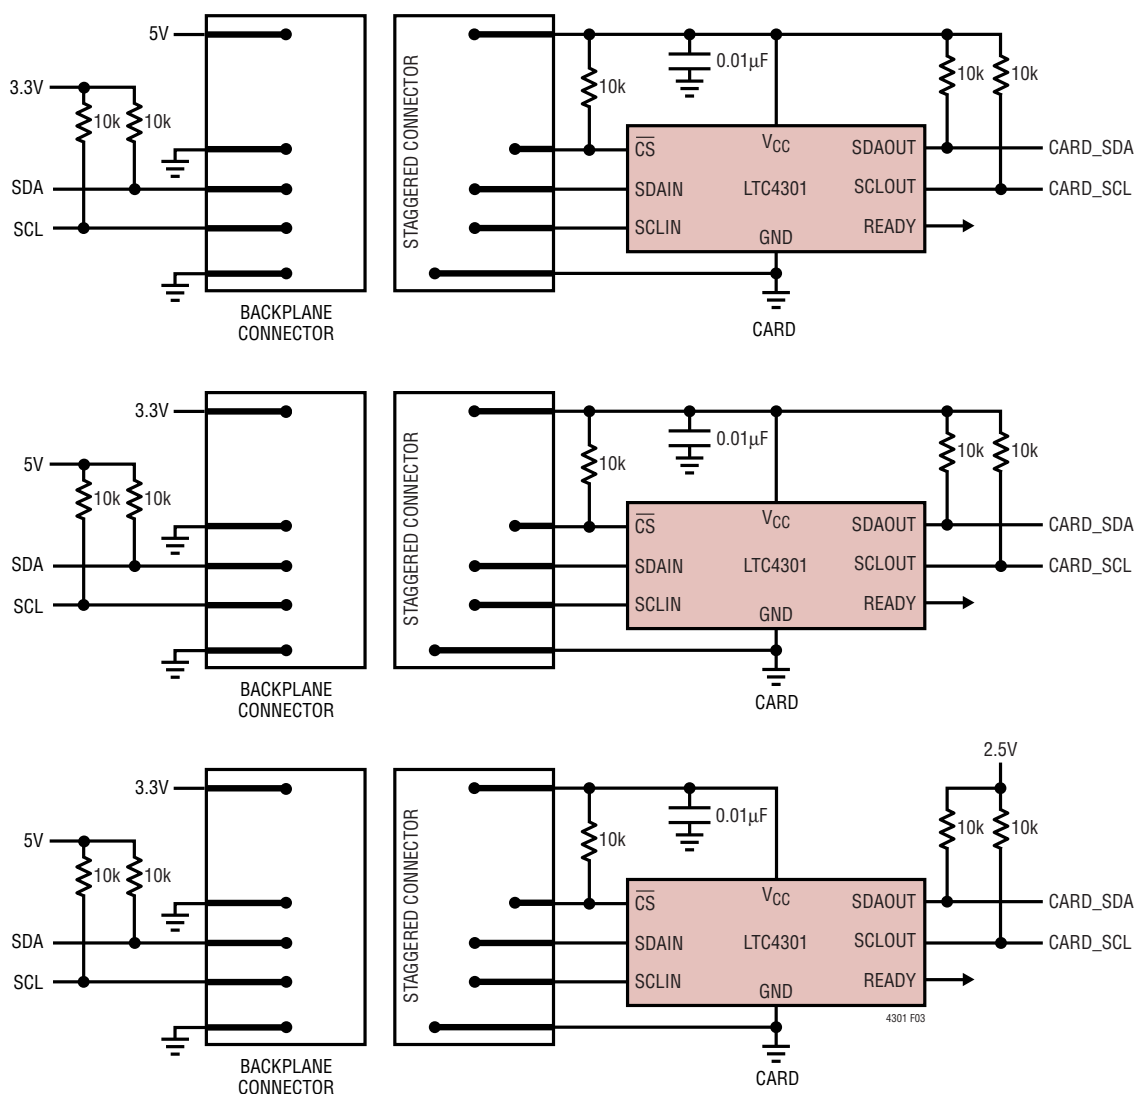 5V
0.01µF
3.3V
10k
10k
10k
10k
10k
STAGGERED CONNECTOR
CS
VCC
SDAOUT
CARD_SDA
SDA
SDAIN
LTC4301
SCLOUT
CARD_SCL
SCL
SCLIN
READY
GND
BACKPLANE
CONNECTOR
CARD
3.3V
0.01µF
5V
10k
10k
10k
10k
10k
STAGGERED CONNECTOR
CS
VCC
SDAOUT
CARD_SDA
SDA
SDAIN
LTC4301
SCLOUT
CARD_SCL
SCL
SCLIN
READY
GND
BACKPLANE
CONNECTOR
CARD
2.5V
3.3V
0.01µF
5V
10k
10k
10k
10k
10k
STAGGERED CONNECTOR
CS
VCC
SDAOUT
CARD_SDA
SDA
SDAIN
LTC4301
SCLOUT
CARD_SCL
SCL
SCLIN
READY
GND
4301 F03
BACKPLANE
CONNECTOR
CARD